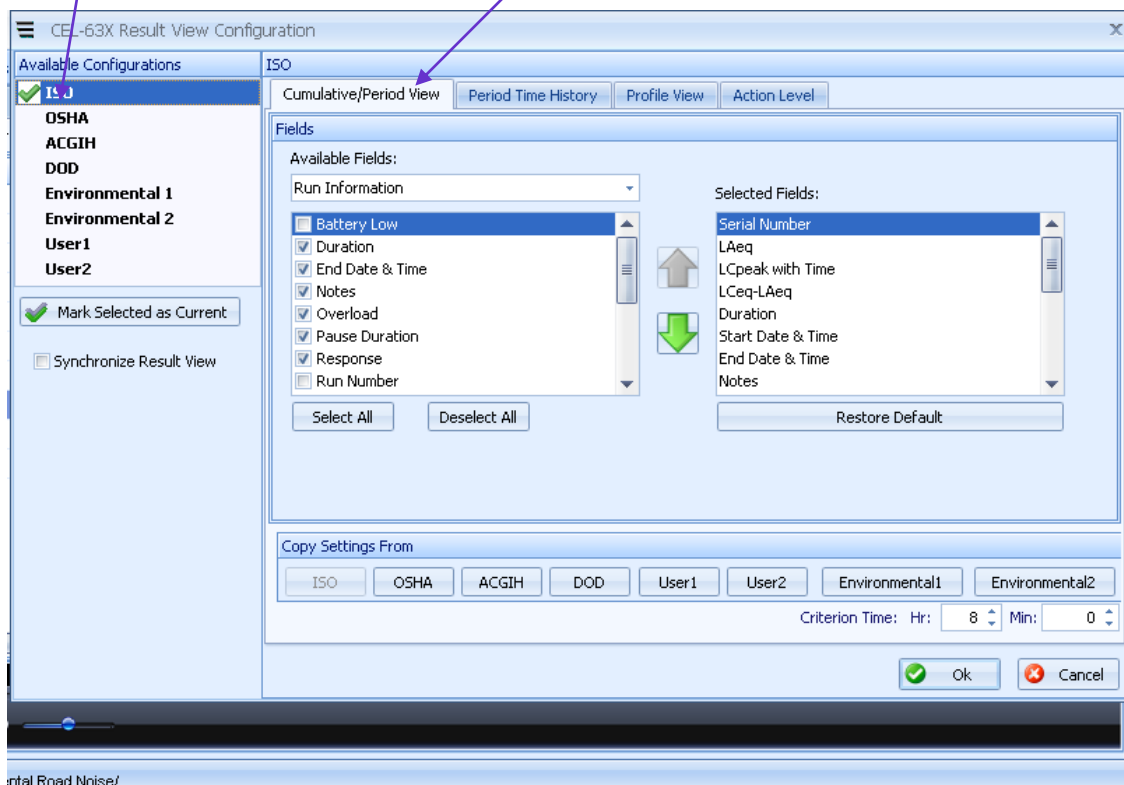 CEL-63X Result View Configuration
Available Configurations
ISO
OSHA
ACGIH
DOD
Environmental 1
Environmental 2
User1
User2
Mark Selected as Current
Synchronize Result View
ISO
Cumulative/Period View Period Time History Profile View Action Level
Fields
Available Fields:
Run Information
Battery Low
Duration
End Date & Time
Notes
Overload
Pause Duration
Response
Run Number
Select All Deselect All
Selected Fields:
Serial Number
LAeq
LCpeak with Time
LCeq-LAeq
Duration
Start Date & Time
End Date & Time
Notes
Restore Default
Copy Settings From
ISO OSHA ACGIH DOD User1 User2 Environmental1 Environmental2
Criterion Time: Hr: 8 Min: 0
Ok Cancel
ental Road Noise/